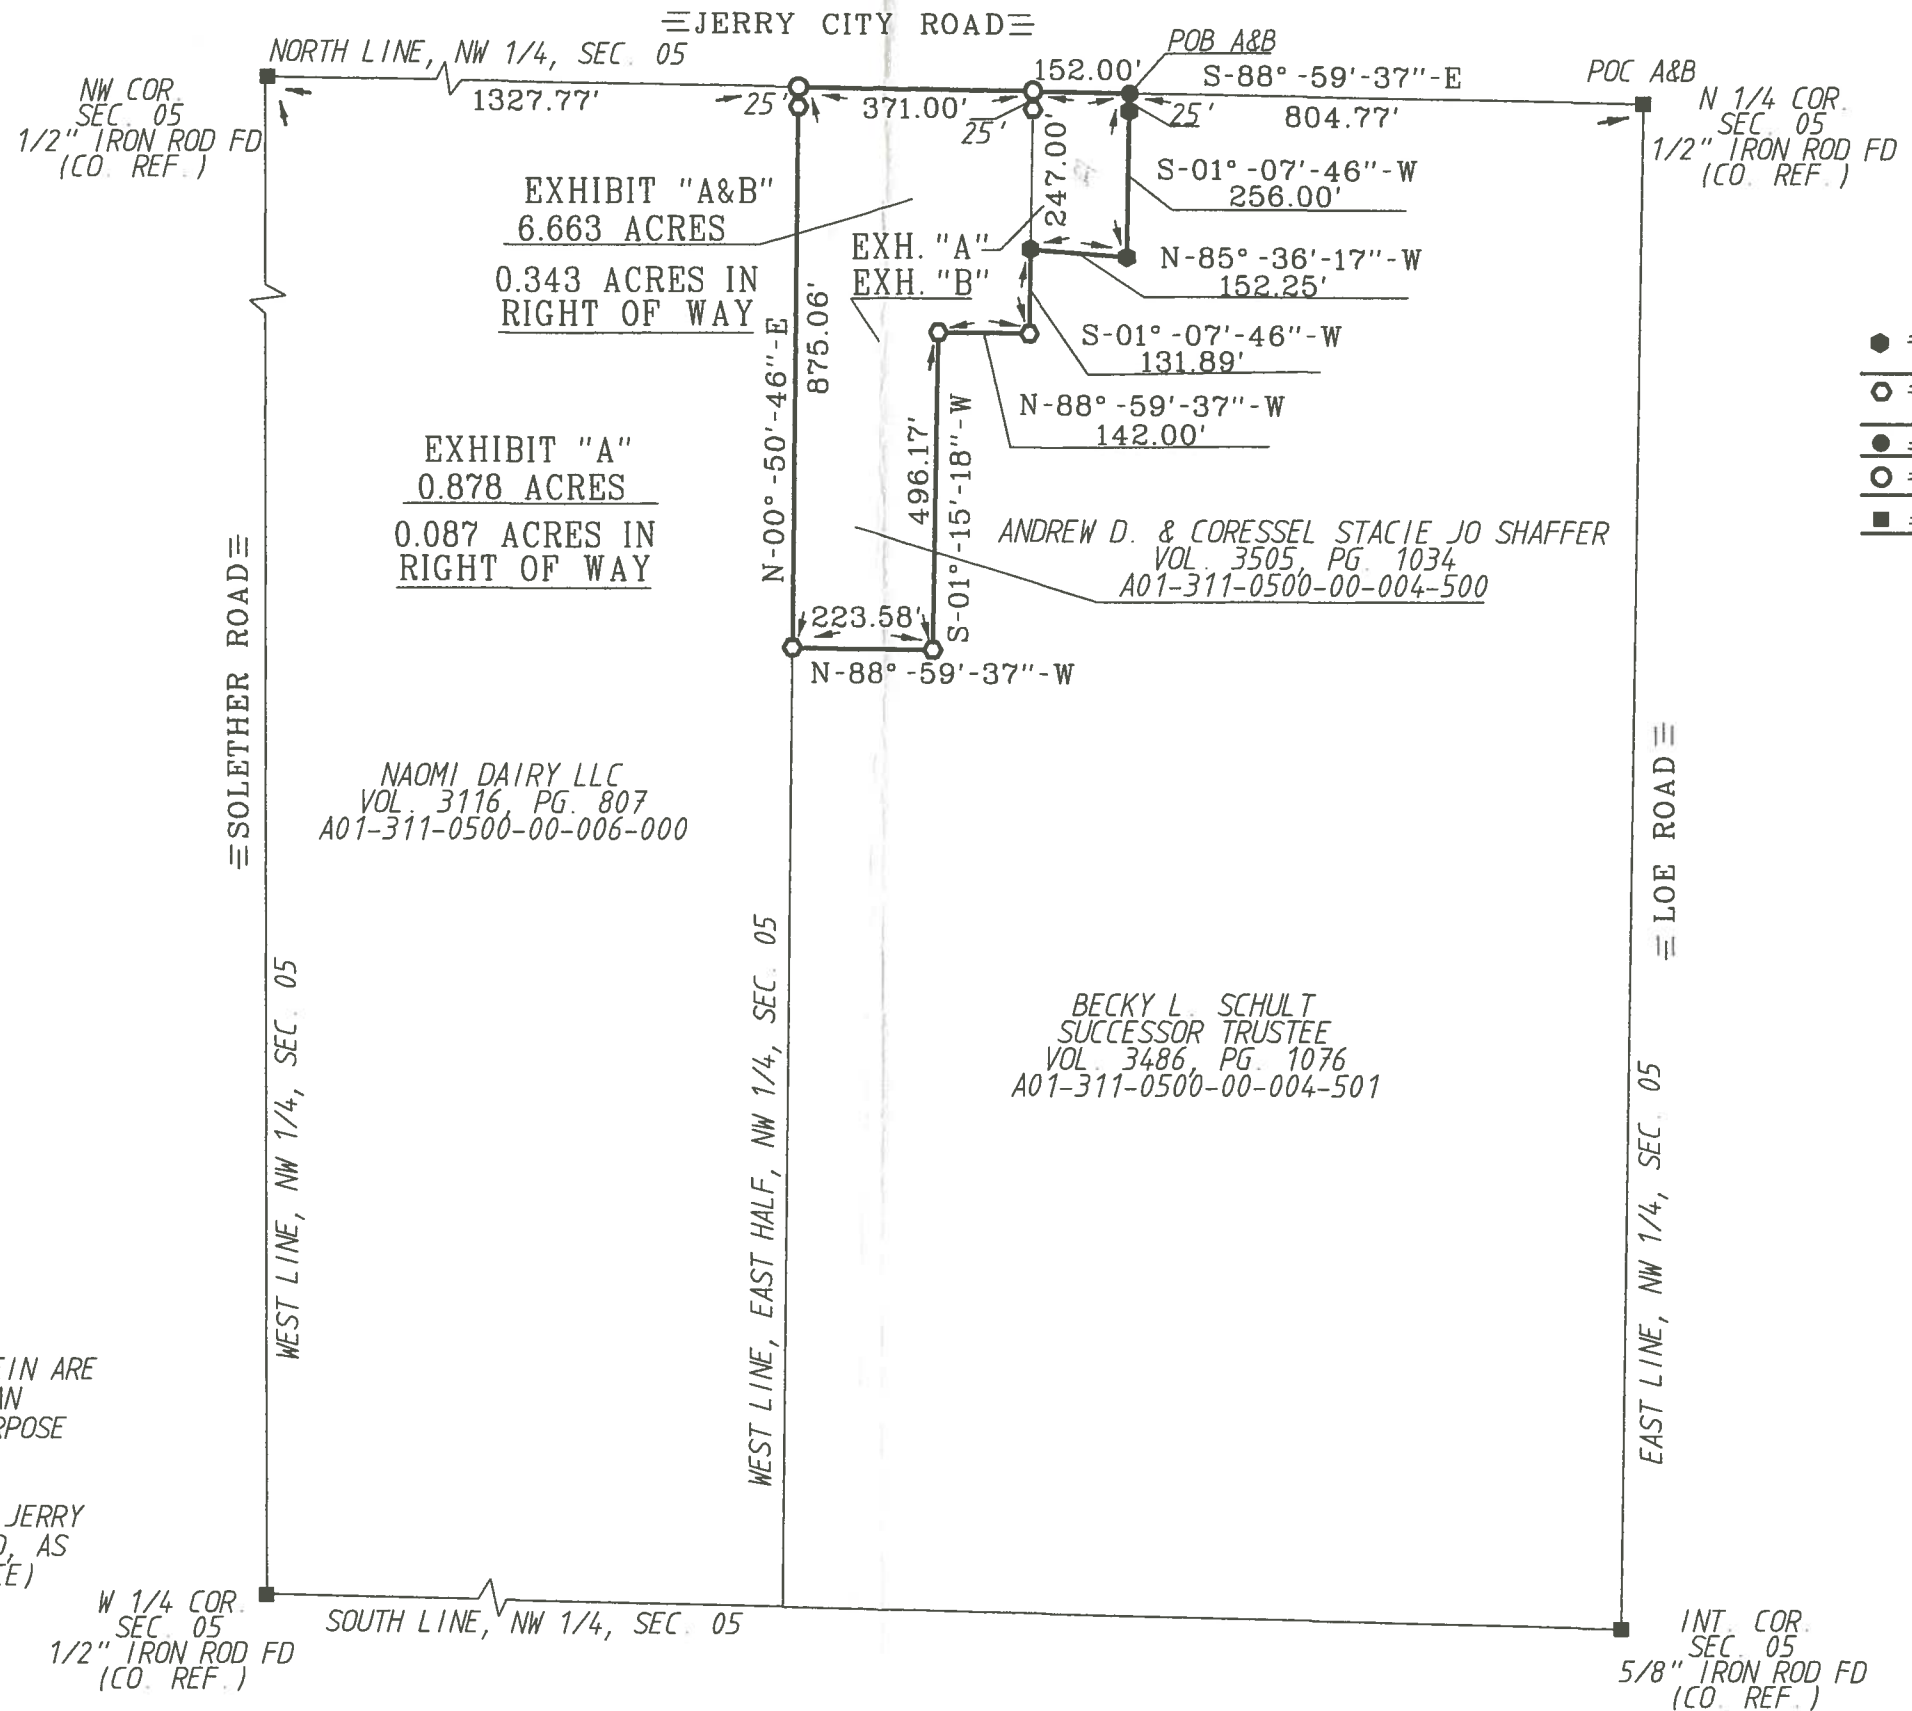 JERRY CITY ROAD
NORTH LINE, NW 1/4, SEC. 05
POB A&B
NW COR.
SEC. 05
1/2" IRON ROD FD
(CO. REF.)
1327.77'
25'
371.00'
25'
152.00'
S-88°-59'-37"-E
25'
804.77'
POC A&B
N 1/4 COR.
SEC. 05
1/2" IRON ROD FD
(CO. REF.)
247.00'
S-01°-07'-46"-W
256.00'
EXHIBIT "A&B"
6.663 ACRES
0.343 ACRES IN
RIGHT OF WAY
EXH. "A"
EXH. "B"
N-85°-36'-17"-W
152.25'
S-01°-07'-46"-W
131.89'
N-88°-59'-37"-W
142.00'
N-00°-50'-46"-E
875.06'
496.17'
S-01°-15'-18"-W
EXHIBIT "A"
0.878 ACRES
0.087 ACRES IN
RIGHT OF WAY
ANDREW D. & CORESSEL STACIE JO SHAFFER
VOL. 3505, PG. 1034
A01-311-0500-00-004-500
223.58'
N-88°-59'-37"-W
SOLETHER ROAD
NAOMI DAIRY LLC
VOL. 3116, PG. 807
A01-311-0500-00-006-000
LOE ROAD
BECKY L. SCHULT
SUCCESSOR TRUSTEE
VOL. 3486, PG. 1076
A01-311-0500-00-004-501
WEST LINE, NW 1/4, SEC. 05
WEST LINE, EAST HALF, NW 1/4, SEC. 05
EAST LINE, NW 1/4, SEC. 05
IN ARE
AN
RPOSE
JERRY
D, AS
CE)
W 1/4 COR.
SEC. 05
1/2" IRON ROD FD
(CO. REF.)
SOUTH LINE, NW 1/4, SEC. 05
INT. COR.
SEC. 05
5/8" IRON ROD FD
(CO. REF.)